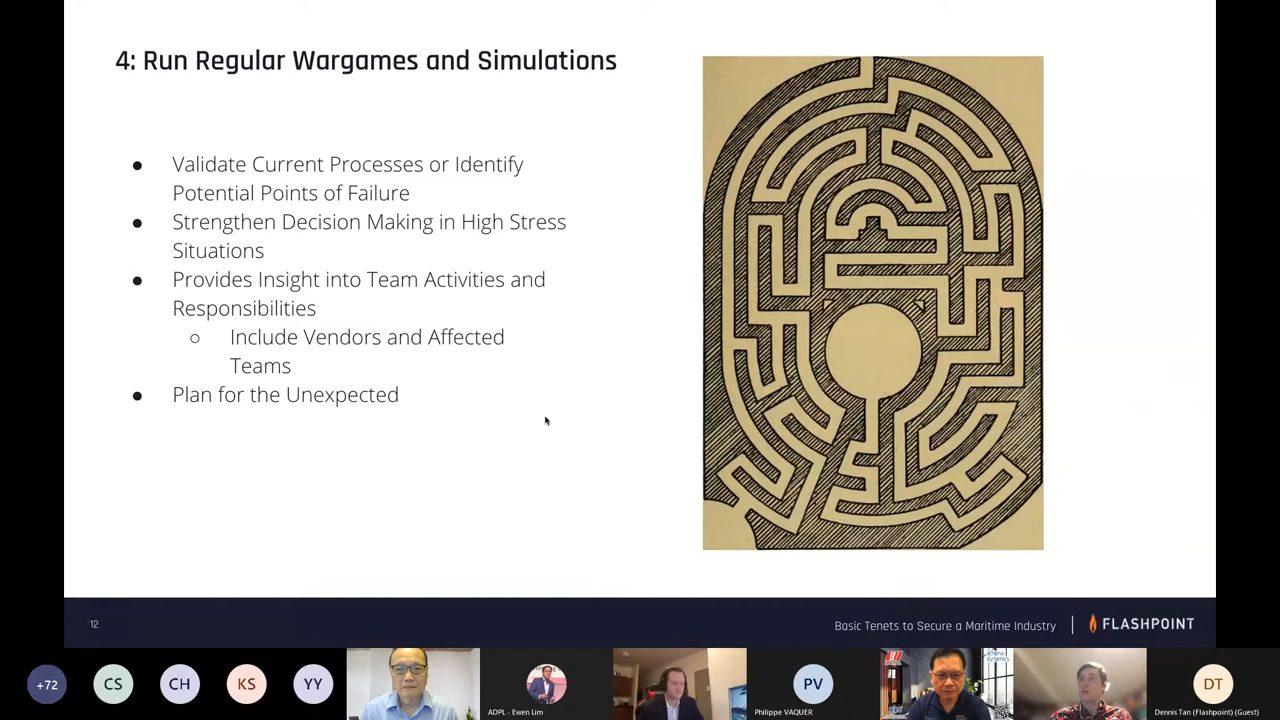 4: Run Regular Wargames and Simulations
● Validate Current Processes or Identify
Potential Points of Failure
● Strengthen Decision Making in High Stress
Situations
● Provides Insight into Team Activities and
Responsibilities
○ Include Vendors and Affected
Teams
● Plan for the Unexpected
12
Basic Tenets to Secure a Maritime Industry | FLASHPOINT
+72
CS
CH
KS
YY
ADPL - Ewen Lim
PV
Philippe VAQUER
dynamics
DT
Dennis Tan (Flashpoint) (Guest)